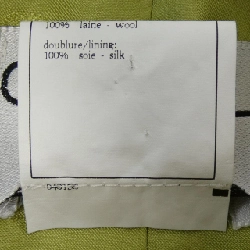 100% laine - wool
doublure/lining:
100% soie - silk